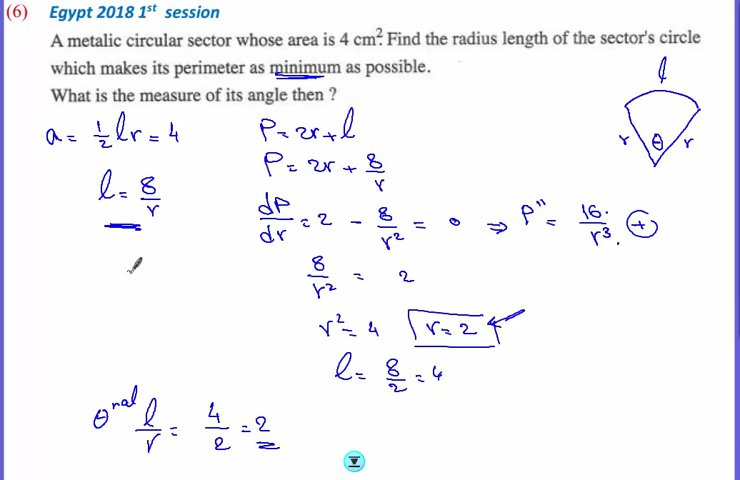 (6) Egypt 2018 1st session
A metalic circular sector whose area is 4 cm². Find the radius length of the sector's circle
which makes its perimeter as minimum as possible.
What is the measure of its angle then ?
l
r θ r
a = 1/2 l r = 4
l = 8/r
P = 2r + l
P = 2r + 8/r
dP/dr = 2 - 8/r² = 0 ⇒ P'' = 16/r³ (+)
8/r² = 2
r² = 4 r = 2
l = 8/2 = 4
θ^rad l/r = 4/2 = 2